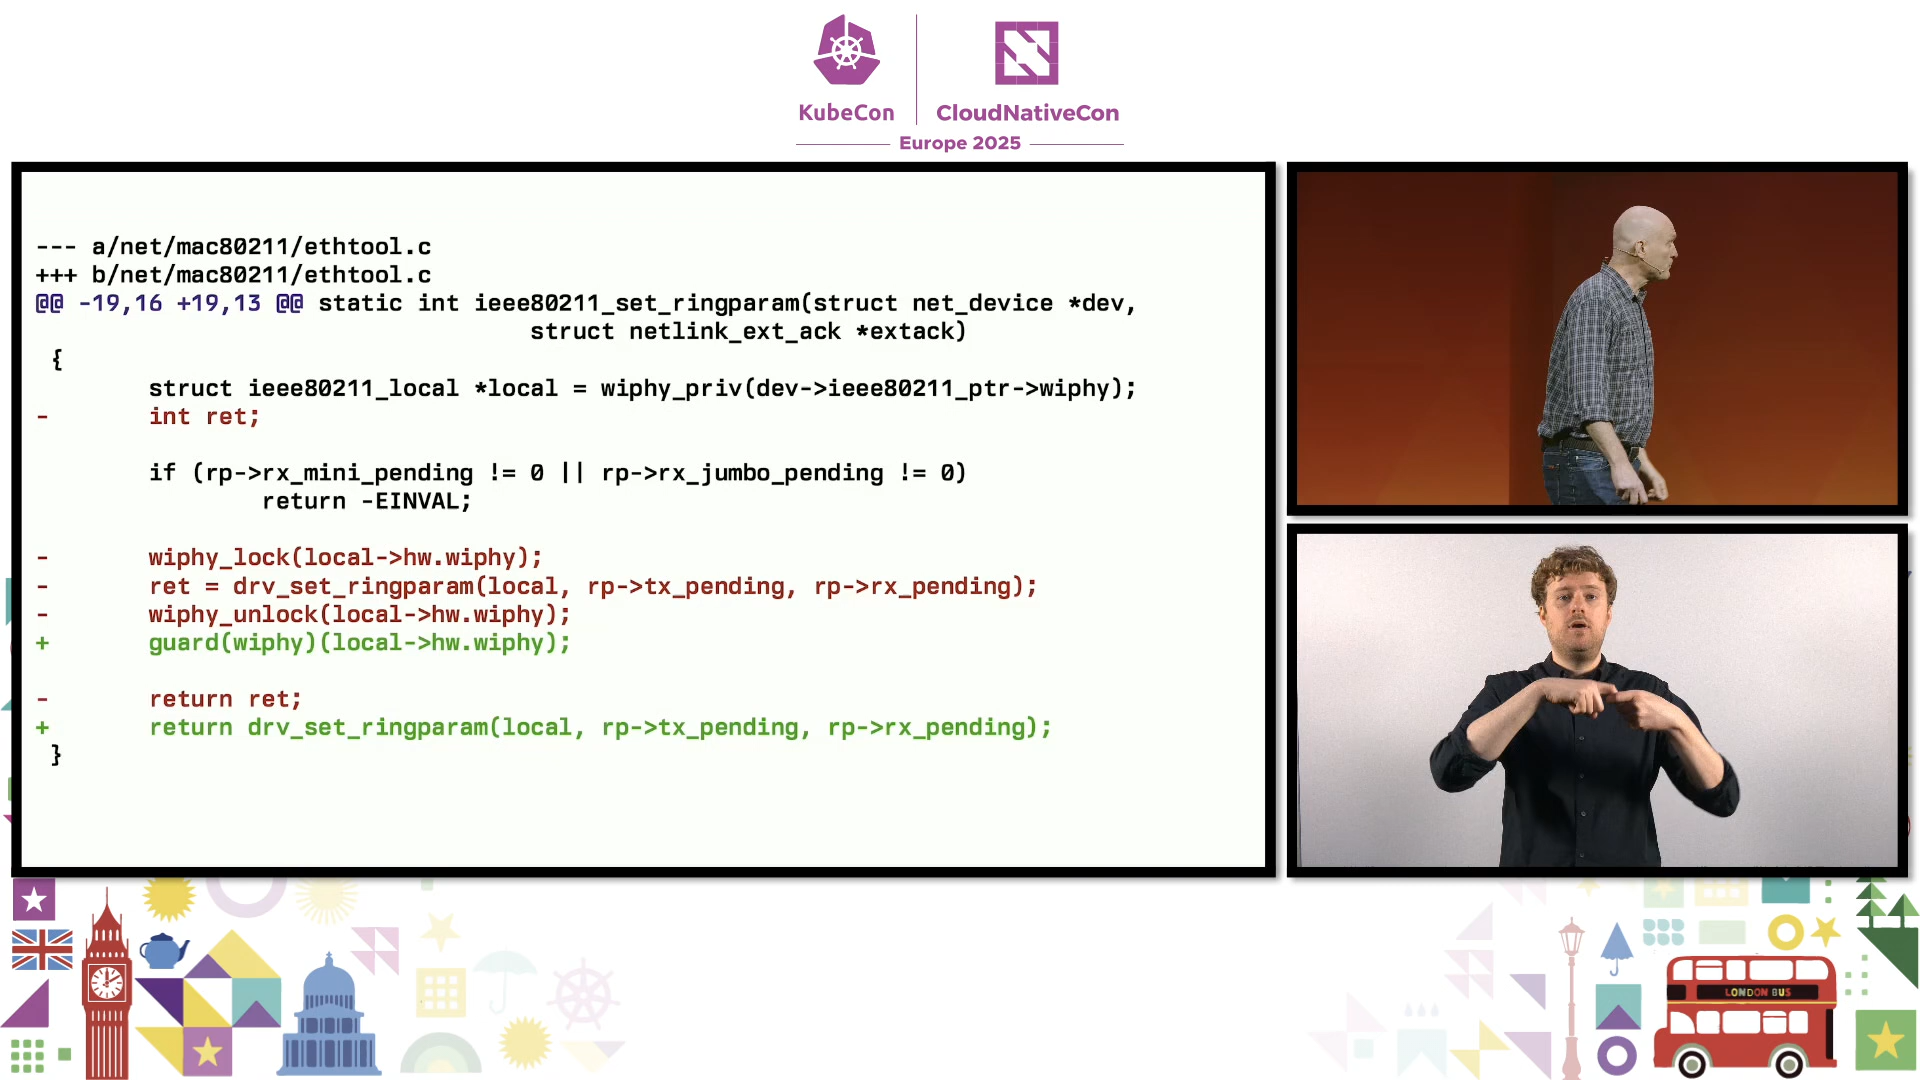 KubeCon
CloudNativeCon
Europe 2025
--- a/net/mac80211/ethtool.c
+++ b/net/mac80211/ethtool.c
@@ -19,16 +19,13 @@ static int ieee80211_set_ringparam(struct net_device *dev,
                                   struct netlink_ext_ack *extack)
 {
        struct ieee80211_local *local = wiphy_priv(dev->ieee80211_ptr->wiphy);
-       int ret;
        if (rp->rx_mini_pending != 0 || rp->rx_jumbo_pending != 0)
                return -EINVAL;
-       wiphy_lock(local->hw.wiphy);
-       ret = drv_set_ringparam(local, rp->tx_pending, rp->rx_pending);
-       wiphy_unlock(local->hw.wiphy);
+       guard(wiphy)(local->hw.wiphy);
-       return ret;
+       return drv_set_ringparam(local, rp->tx_pending, rp->rx_pending);
 }
LONDON BUS